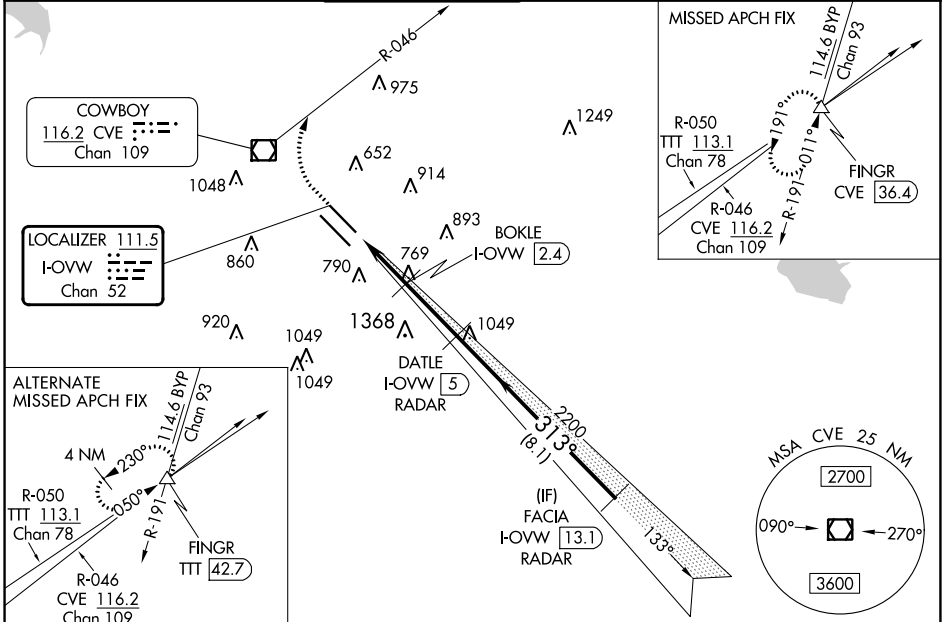 R-046
975
COWBOY
116.2 CVE
Chan 109
1249
652
1048
914
LOCALIZER 111.5
I-OVW
Chan 52
860
893
BOKLE
I-OVW 2.4
769
790
920
1368
1049
1049
1049
DATLE
I-OVW 5
RADAR
2200
313°
(8.1)
(IF)
FACIA
I-OVW 13.1
RADAR
133°
MISSED APCH FIX
114.6 BYP
Chan 93
191°
011°
R-050
TTT 113.1
Chan 78
R-191
FINGR
CVE 36.4
R-046
CVE 116.2
Chan 109
ALTERNATE
MISSED APCH FIX
114.6 BYP
Chan 93
4 NM
230°
050°
R-050
TTT 113.1
Chan 78
R-191
FINGR
TTT 42.7
R-046
CVE 116.2
Chan 109
MSA CVE 25 NM
2700
090°
270°
3600